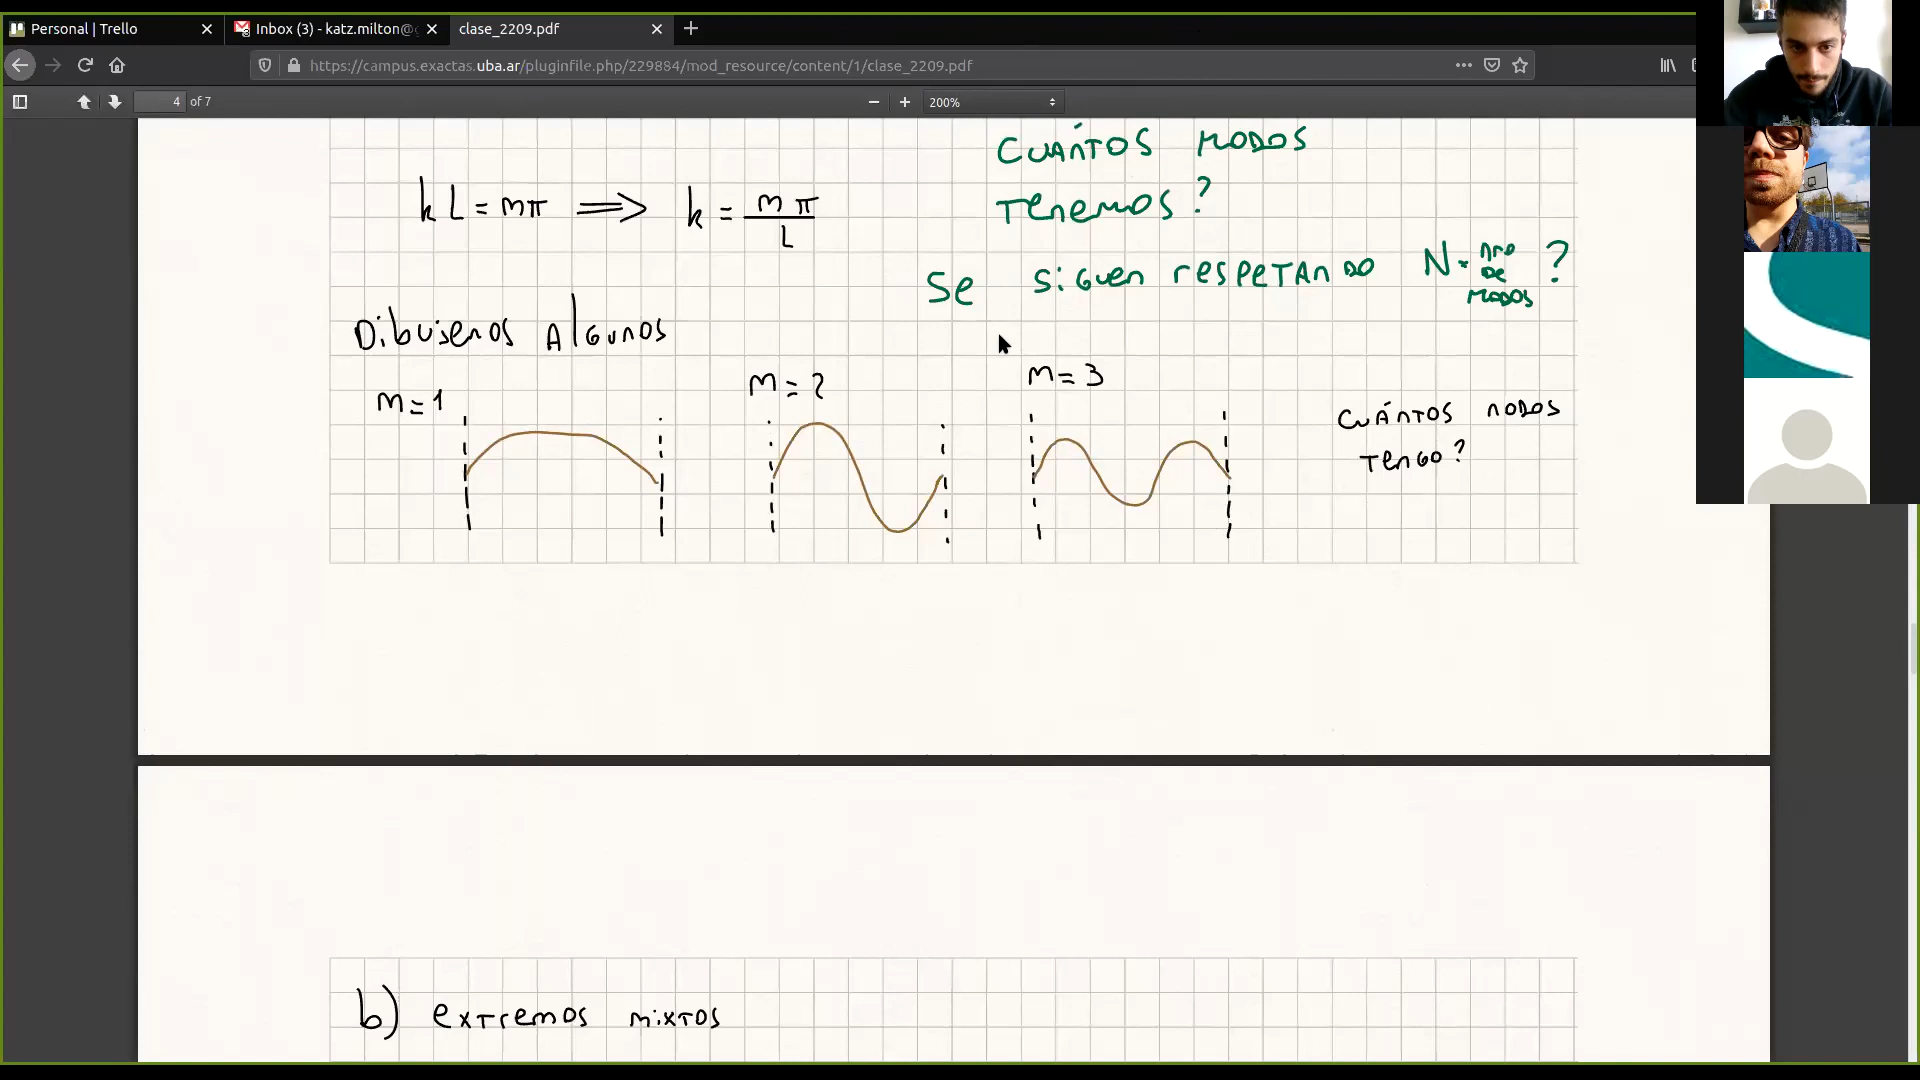 Personal | Trello
Inbox (3) - katz.milton@g
clase_2209.pdf
https://campus.exactas.uba.ar/pluginfile.php/229884/mod_resource/content/1/clase_2209.pdf
4 of 7
200%
CUÁNTOS MODOS
TENEMOS?
kL = mπ ⟹ k = mπ / L
Se siguen respetando N = nro de modos ?
Dibujemos Algunos
m = 1
m = 2
m = 3
CUÁNTOS NODOS
TENGO?
b) extremos mixtos